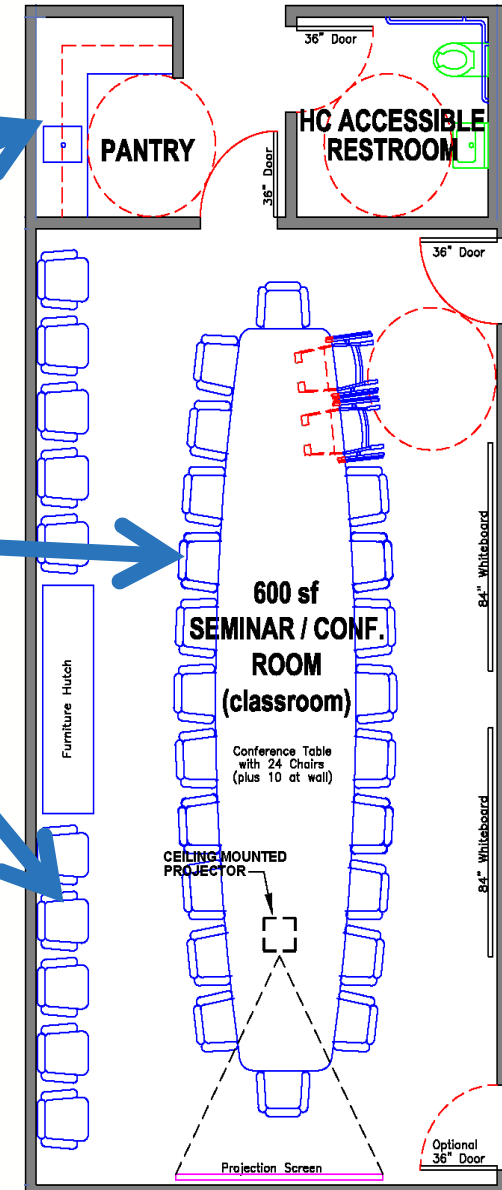 36" Door
HC ACCESSIBLE
RESTROOM
PANTRY
36" Door
36" Door
84" Whiteboard
600 sf
SEMINAR / CONF.
ROOM
(classroom)
Furniture Hutch
Conference Table
with 24 Chairs
(plus 10 at wall)
84" Whiteboard
CEILING MOUNTED
PROJECTOR
Optional
36" Door
Projection Screen